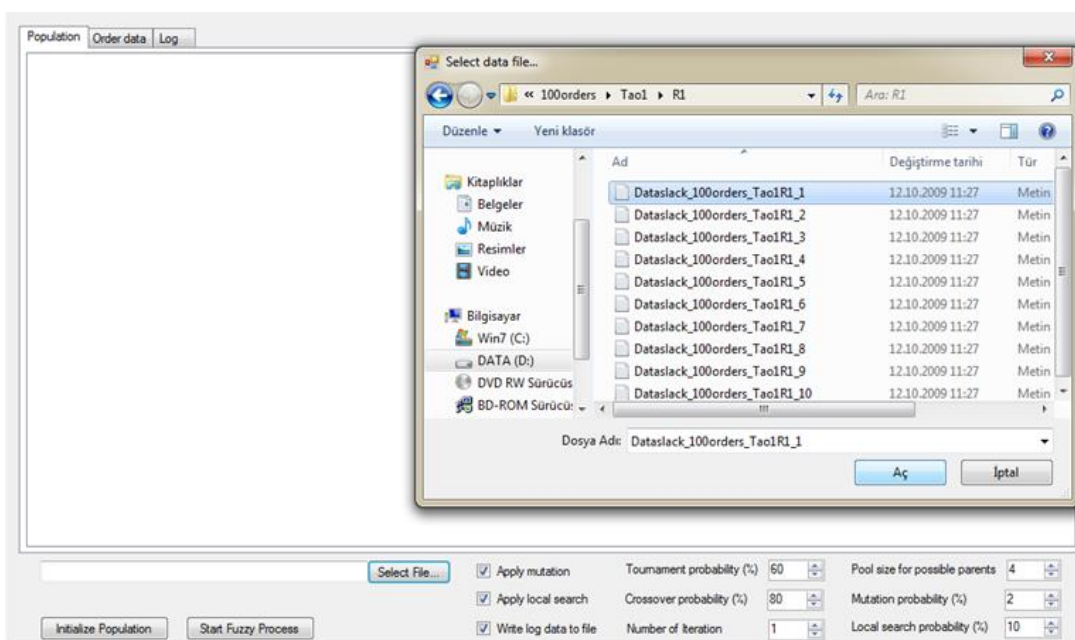 Population Order data Log
Select data file...
« 100orders ▸ Tao1 ▸ R1
Ara: R1
Düzenle Yeni klasör
Ad Değiştirme tarihi Tür
Kitaplıklar
Belgeler
Müzik
Resimler
Video
Bilgisayar
Win7 (C:)
DATA (D:)
DVD RW Sürücüs
BD-ROM Sürücü:
Dataslack_100orders_Tao1R1_1 12.10.2009 11:27 Metin
Dataslack_100orders_Tao1R1_2 12.10.2009 11:27 Metin
Dataslack_100orders_Tao1R1_3 12.10.2009 11:27 Metin
Dataslack_100orders_Tao1R1_4 12.10.2009 11:27 Metin
Dataslack_100orders_Tao1R1_5 12.10.2009 11:27 Metin
Dataslack_100orders_Tao1R1_6 12.10.2009 11:27 Metin
Dataslack_100orders_Tao1R1_7 12.10.2009 11:27 Metin
Dataslack_100orders_Tao1R1_8 12.10.2009 11:27 Metin
Dataslack_100orders_Tao1R1_9 12.10.2009 11:27 Metin
Dataslack_100orders_Tao1R1_10 12.10.2009 11:27 Metin
Dosya Adı: Dataslack_100orders_Tao1R1_1
Aç İptal
Select File... Apply mutation Tournament probability (%) 60 Pool size for possible parents 4
Apply local search Crossover probability (%) 80 Mutation probability (%) 2
Initialize Population Start Fuzzy Process Write log data to file Number of Iteration 1 Local search probability (%) 10